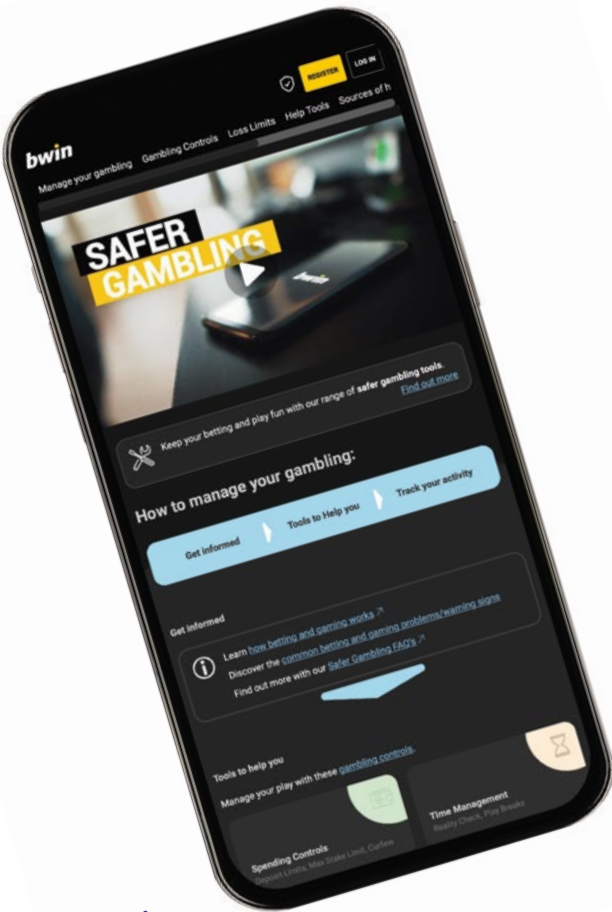 REGISTER
LOG IN
bwin
Manage your gambling Gambling Controls Loss Limits Help Tools Sources of h
SAFER
GAMBLING
bwin
Keep your betting and play fun with our range of safer gambling tools.
Find out more
How to manage your gambling:
Get informed
Tools to Help you
Track your activity
Get informed
Learn how betting and gaming works
Discover the common betting and gaming problems/warning signs
Find out more with our Safer Gambling FAQ's
Tools to help you
Manage your play with these gambling controls.
Spending Controls
Deposit Limits, Max Stake Limit, Curfew
Time Management
Reality Check, Play Breaks